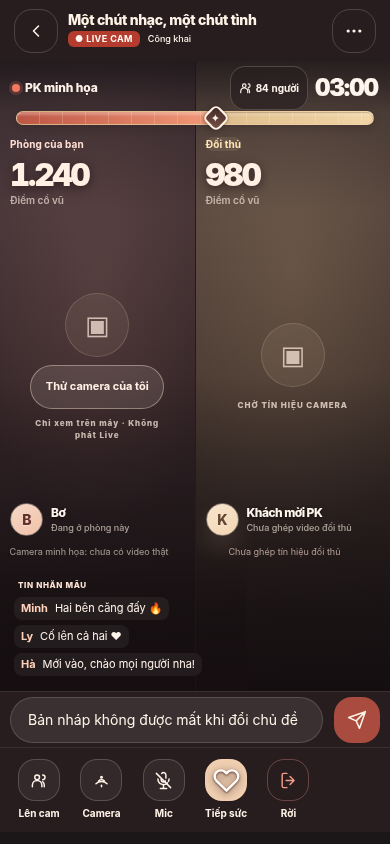 Một chút nhạc, một chút tình
LIVE CAM Công khai
PK minh họa
84 người
03:00
Phòng của bạn
Đối thủ
1.240
980
Điểm cổ vũ
Điểm cổ vũ
Thử camera của tôi
CHỜ TÍN HIỆU CAMERA
Chỉ xem trên máy · Không
phát Live
B
Bơ
Đang ở phòng này
K
Khách mời PK
Chưa ghép video đối thủ
Camera minh họa: chưa có video thật
Chưa ghép tín hiệu đối thủ
TIN NHẮN MẪU
Minh Hai bên căng đấy 🔥
Ly Cố lên cả hai ♥
Hà Mới vào, chào mọi người nha!
Bản nháp không được mất khi đổi chủ đề
Lên cam
Camera
Mic
Tiếp sức
Rời